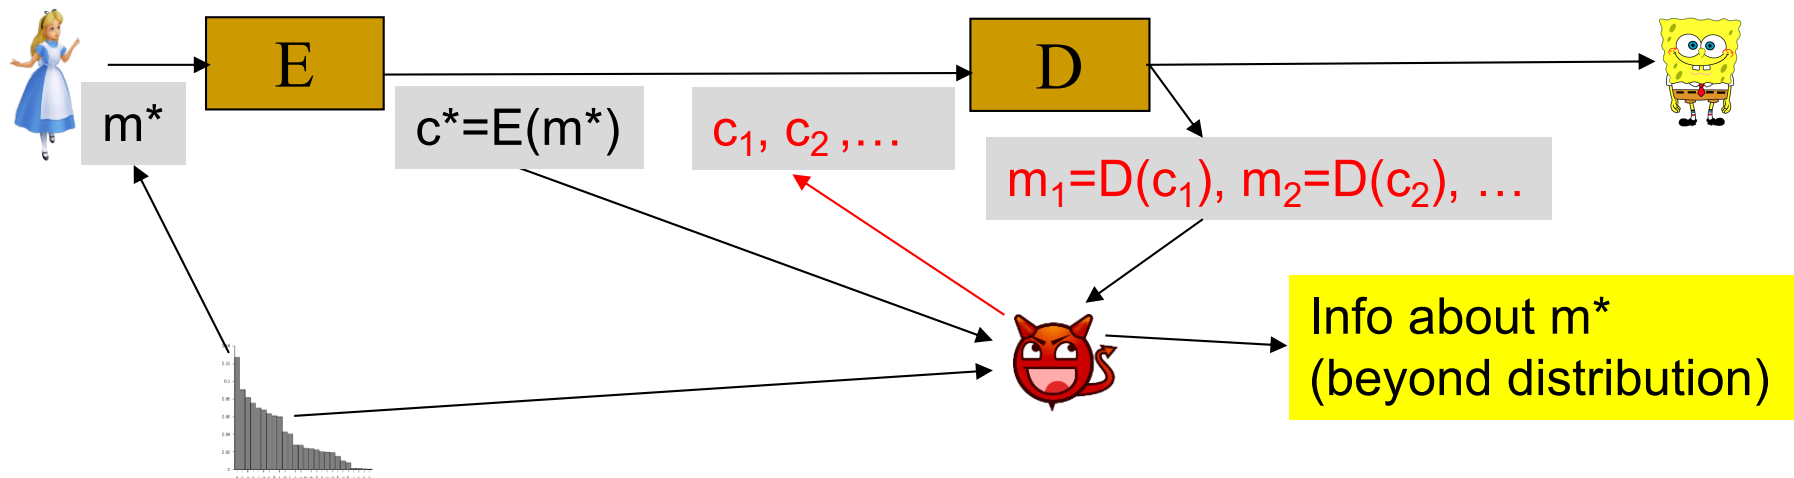 E
D
m*
c*=E(m*)
c₁, c₂ ,…
m₁=D(c₁), m₂=D(c₂), …
Info about m*
(beyond distribution)